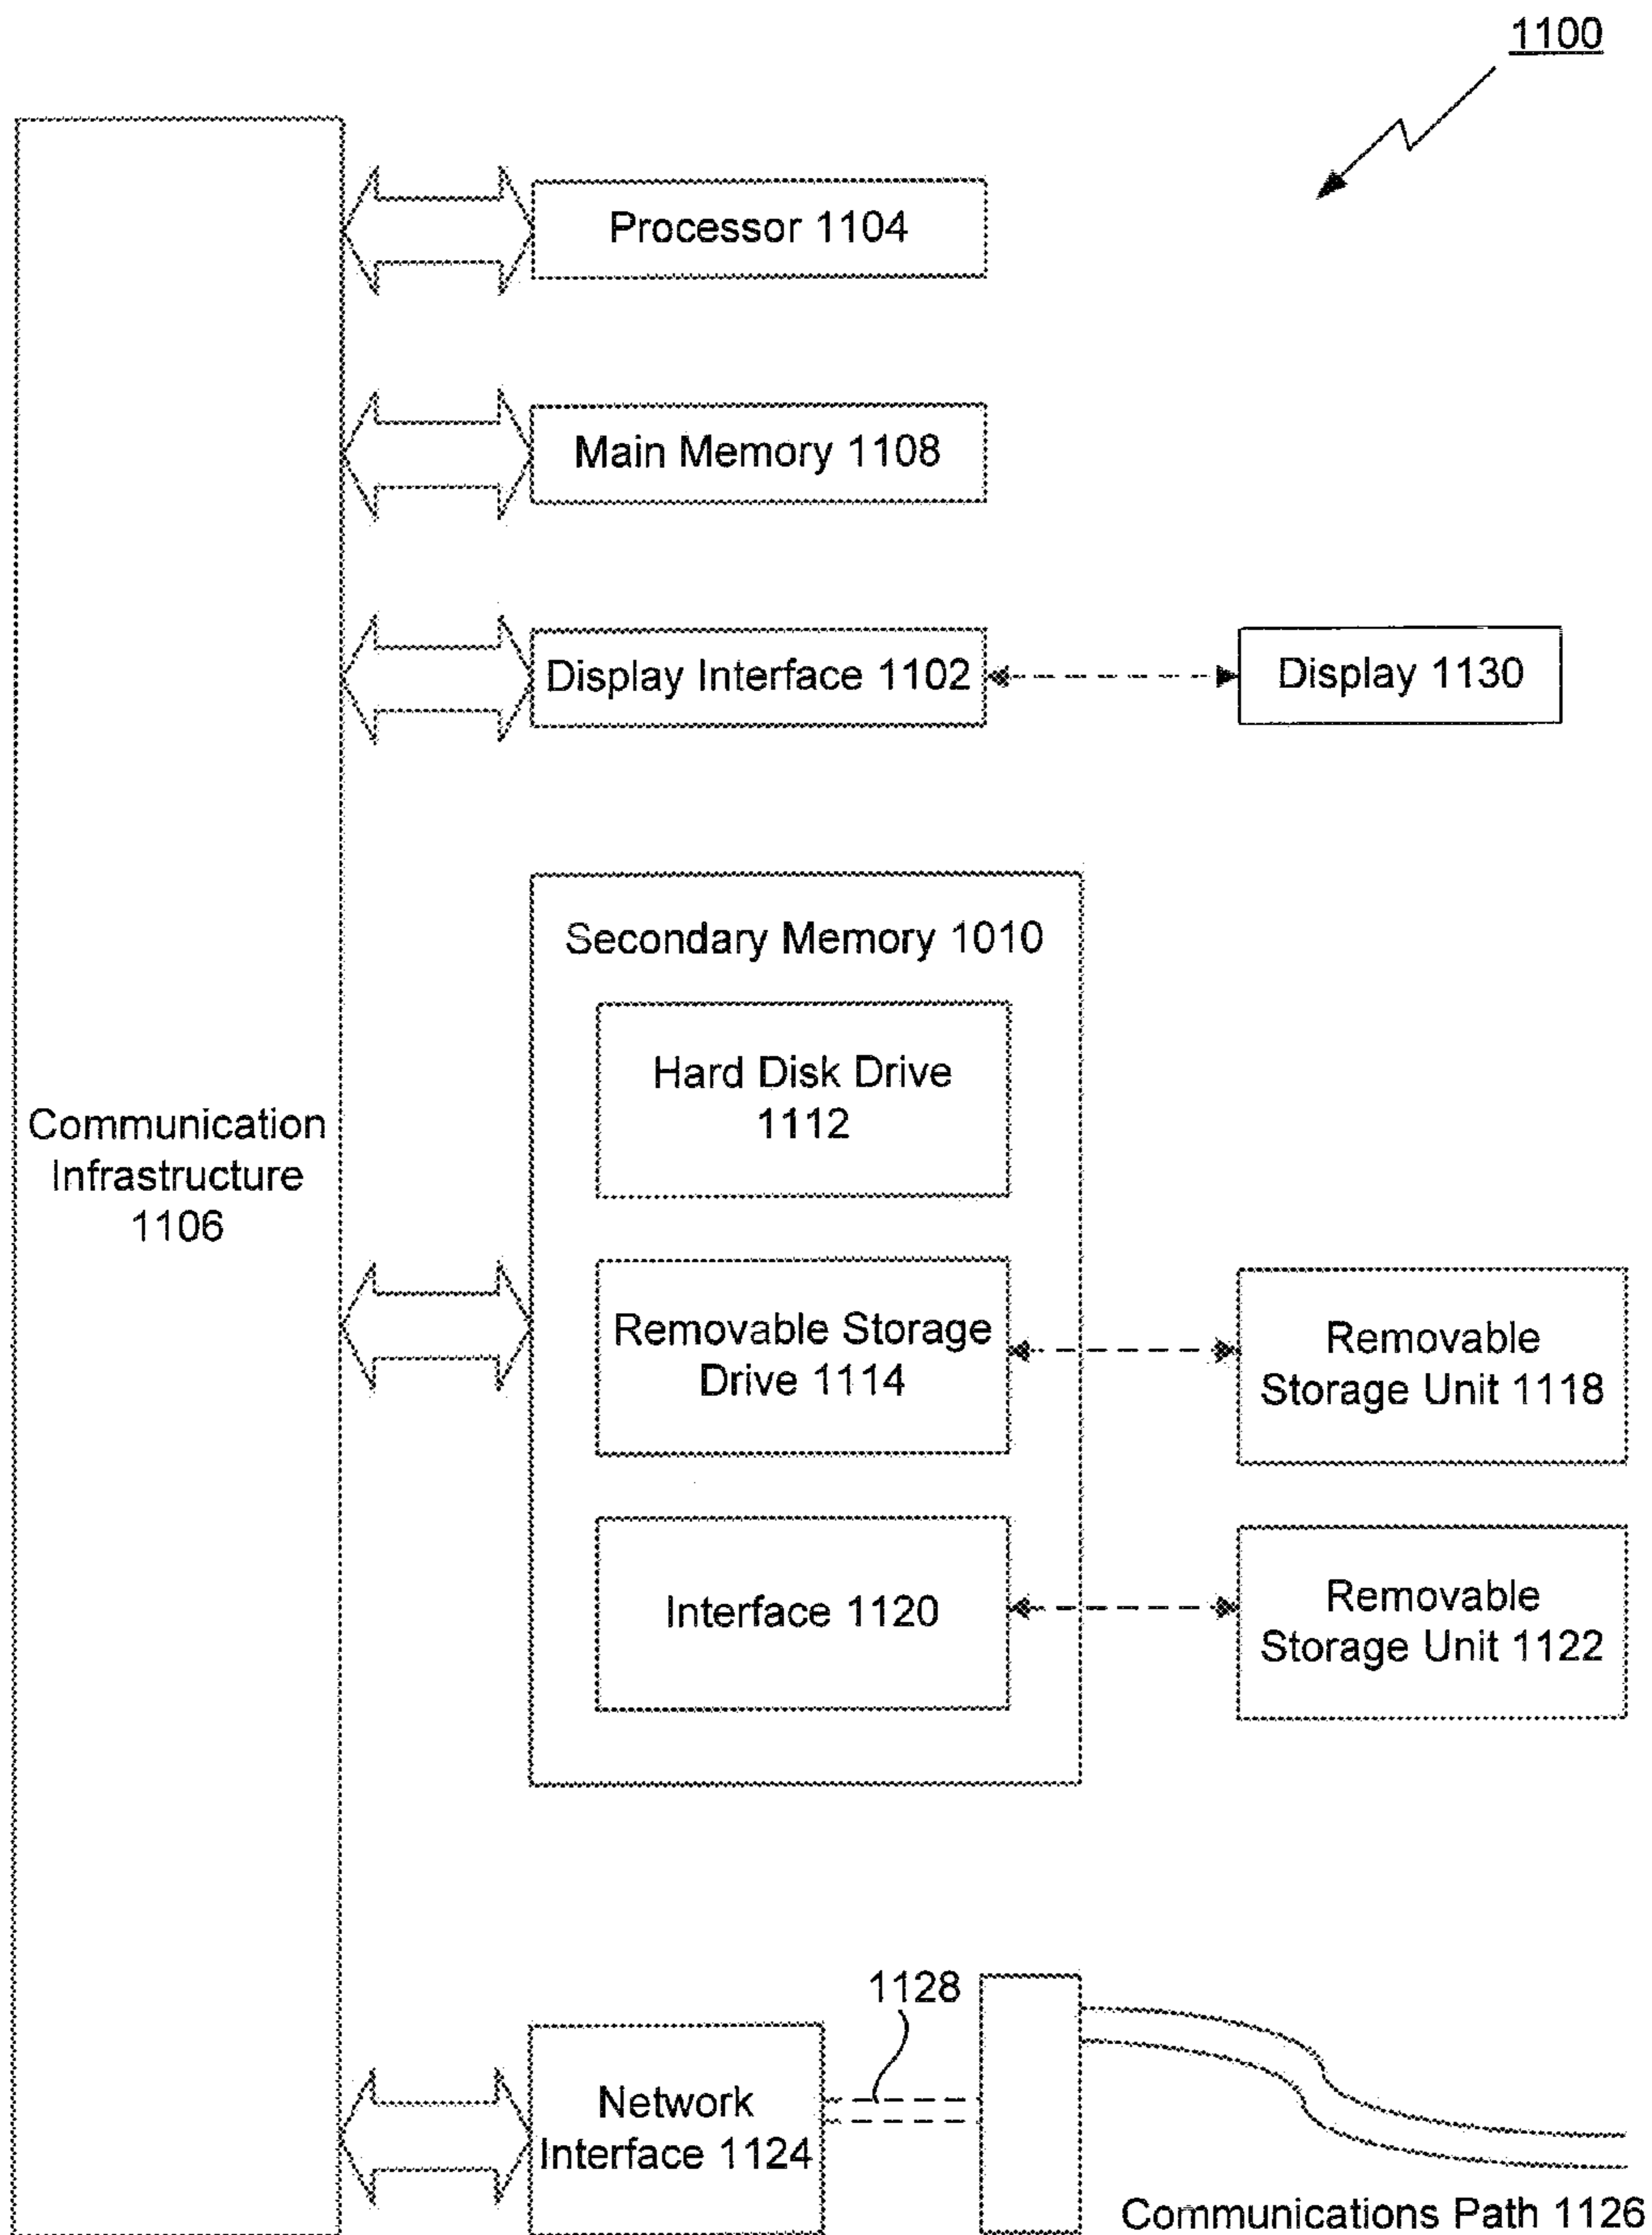 1100
Processor 1104
Main Memory 1108
Display Interface 1102
Display 1130
Secondary Memory 1010
Hard Disk Drive
1112
Communication
Infrastructure
1106
Removable Storage
Drive 1114
Removable
Storage Unit 1118
Interface 1120
Removable
Storage Unit 1122
1128
Network
Interface 1124
Communications Path 1126